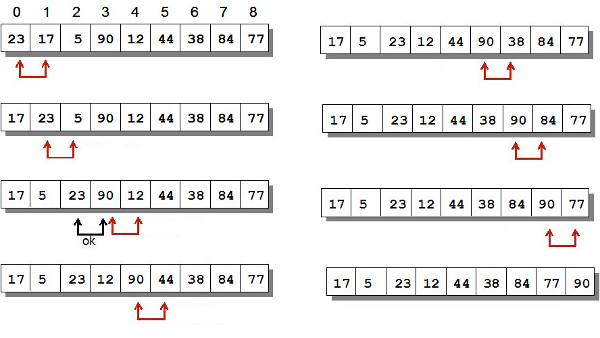 0 1 2 3 4 5 6 7 8
23 17 5 90 12 44 38 84 77
17 23 5 90 12 44 38 84 77
17 5 23 90 12 44 38 84 77
ok
17 5 23 12 90 44 38 84 77
17 5 23 12 44 90 38 84 77
17 5 23 12 44 38 90 84 77
17 5 23 12 44 38 84 90 77
17 5 23 12 44 38 84 77 90